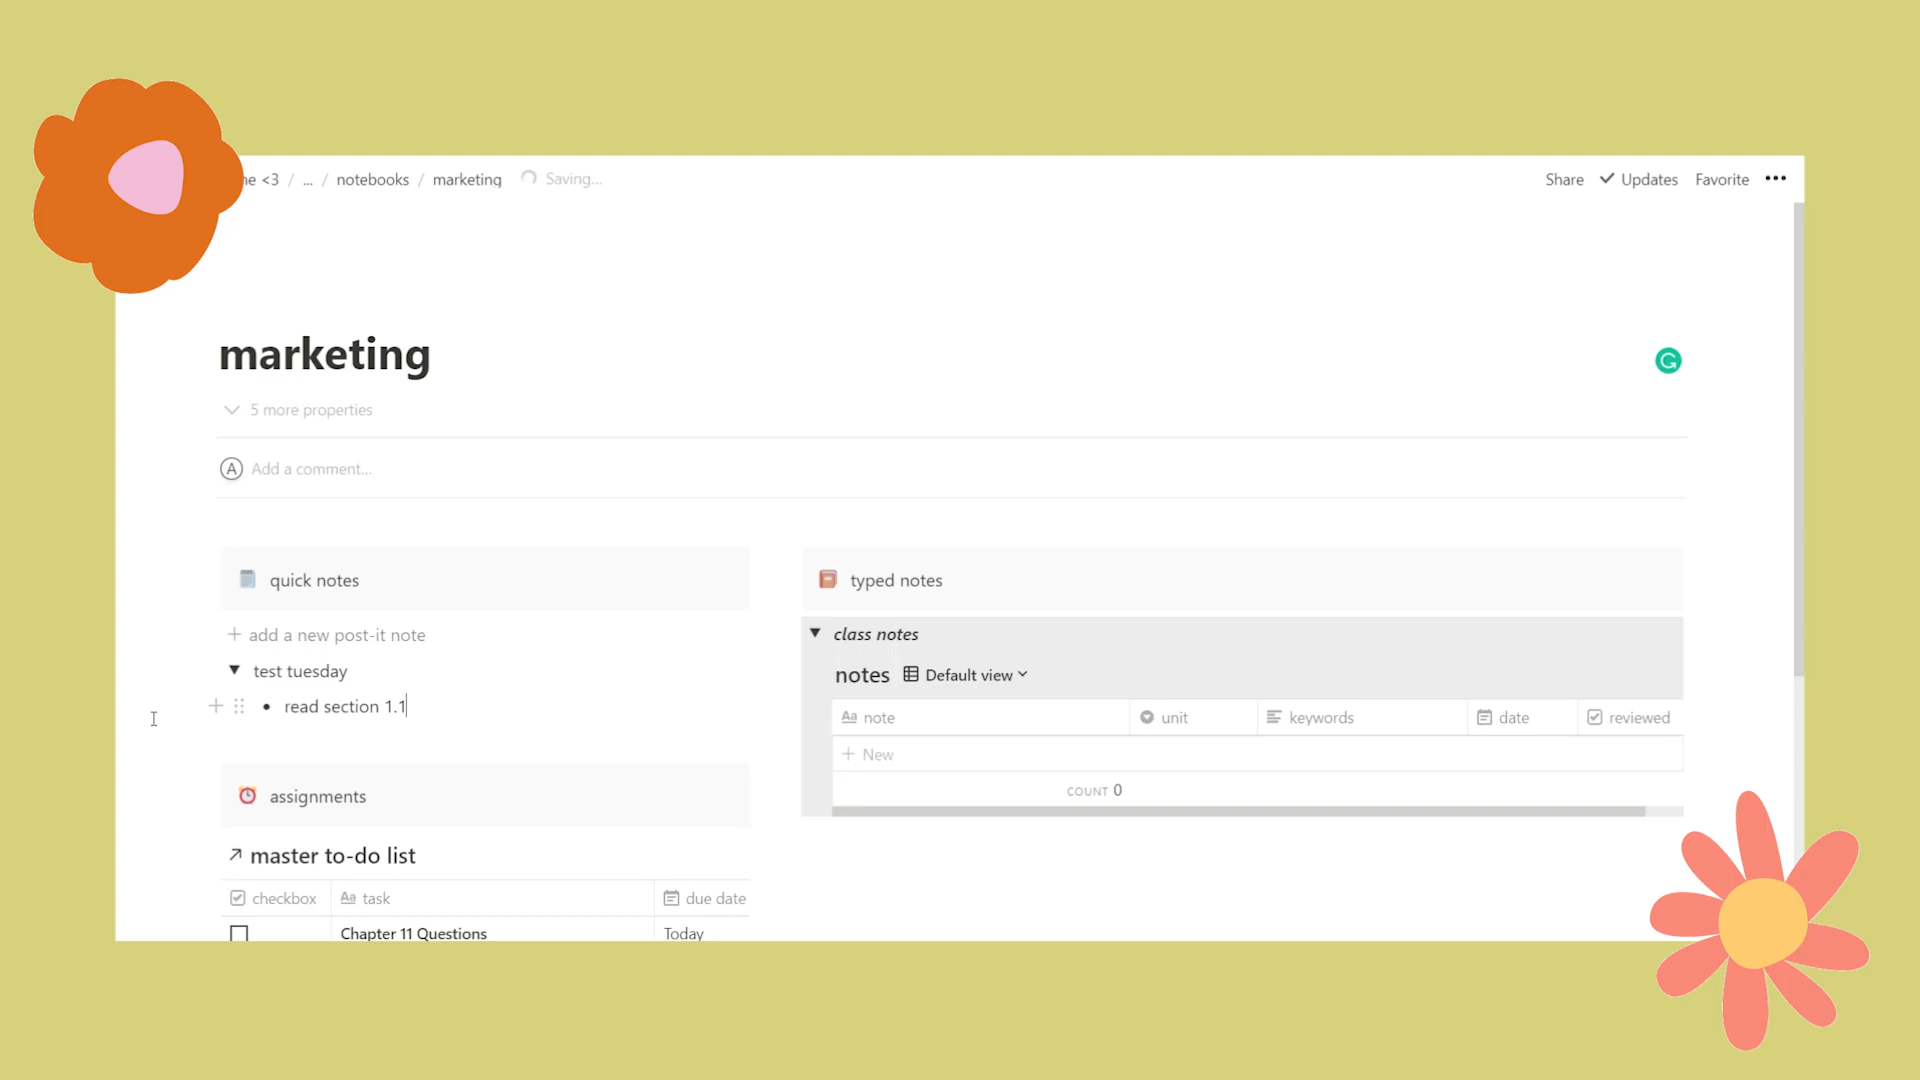 ne <3 / ... / notebooks / marketing Saving...
Share Updates Favorite
marketing
5 more properties
A Add a comment...
quick notes
add a new post-it note
test tuesday
read section 1.1
assignments
master to-do list
checkbox Aa task due date
Chapter 11 Questions Today
typed notes
class notes
notes Default view
Aa note unit keywords date reviewed
New
COUNT 0